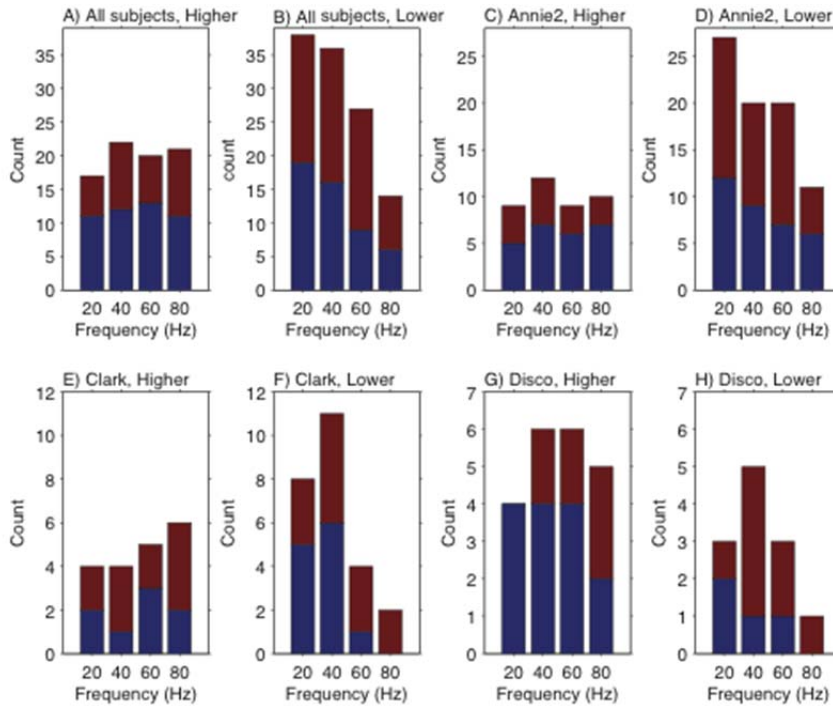 A) All subjects, Higher
35
30
25
20
15
10
5
0
Count
20 40 60 80
Frequency (Hz)
B) All subjects, Lower
35
30
25
20
15
10
5
0
count
20 40 60 80
Frequency (Hz)
C) Annie2, Higher
25
20
15
10
5
0
Count
20 40 60 80
Frequency (Hz)
D) Annie2, Lower
25
20
15
10
5
0
Count
20 40 60 80
Frequency (Hz)
E) Clark, Higher
12
10
8
6
4
2
0
Count
20 40 60 80
Frequency (Hz)
F) Clark, Lower
12
10
8
6
4
2
0
Count
20 40 60 80
Frequency (Hz)
G) Disco, Higher
7
6
5
4
3
2
1
0
Count
20 40 60 80
Frequency (Hz)
H) Disco, Lower
7
6
5
4
3
2
1
0
Count
20 40 60 80
Frequency (Hz)